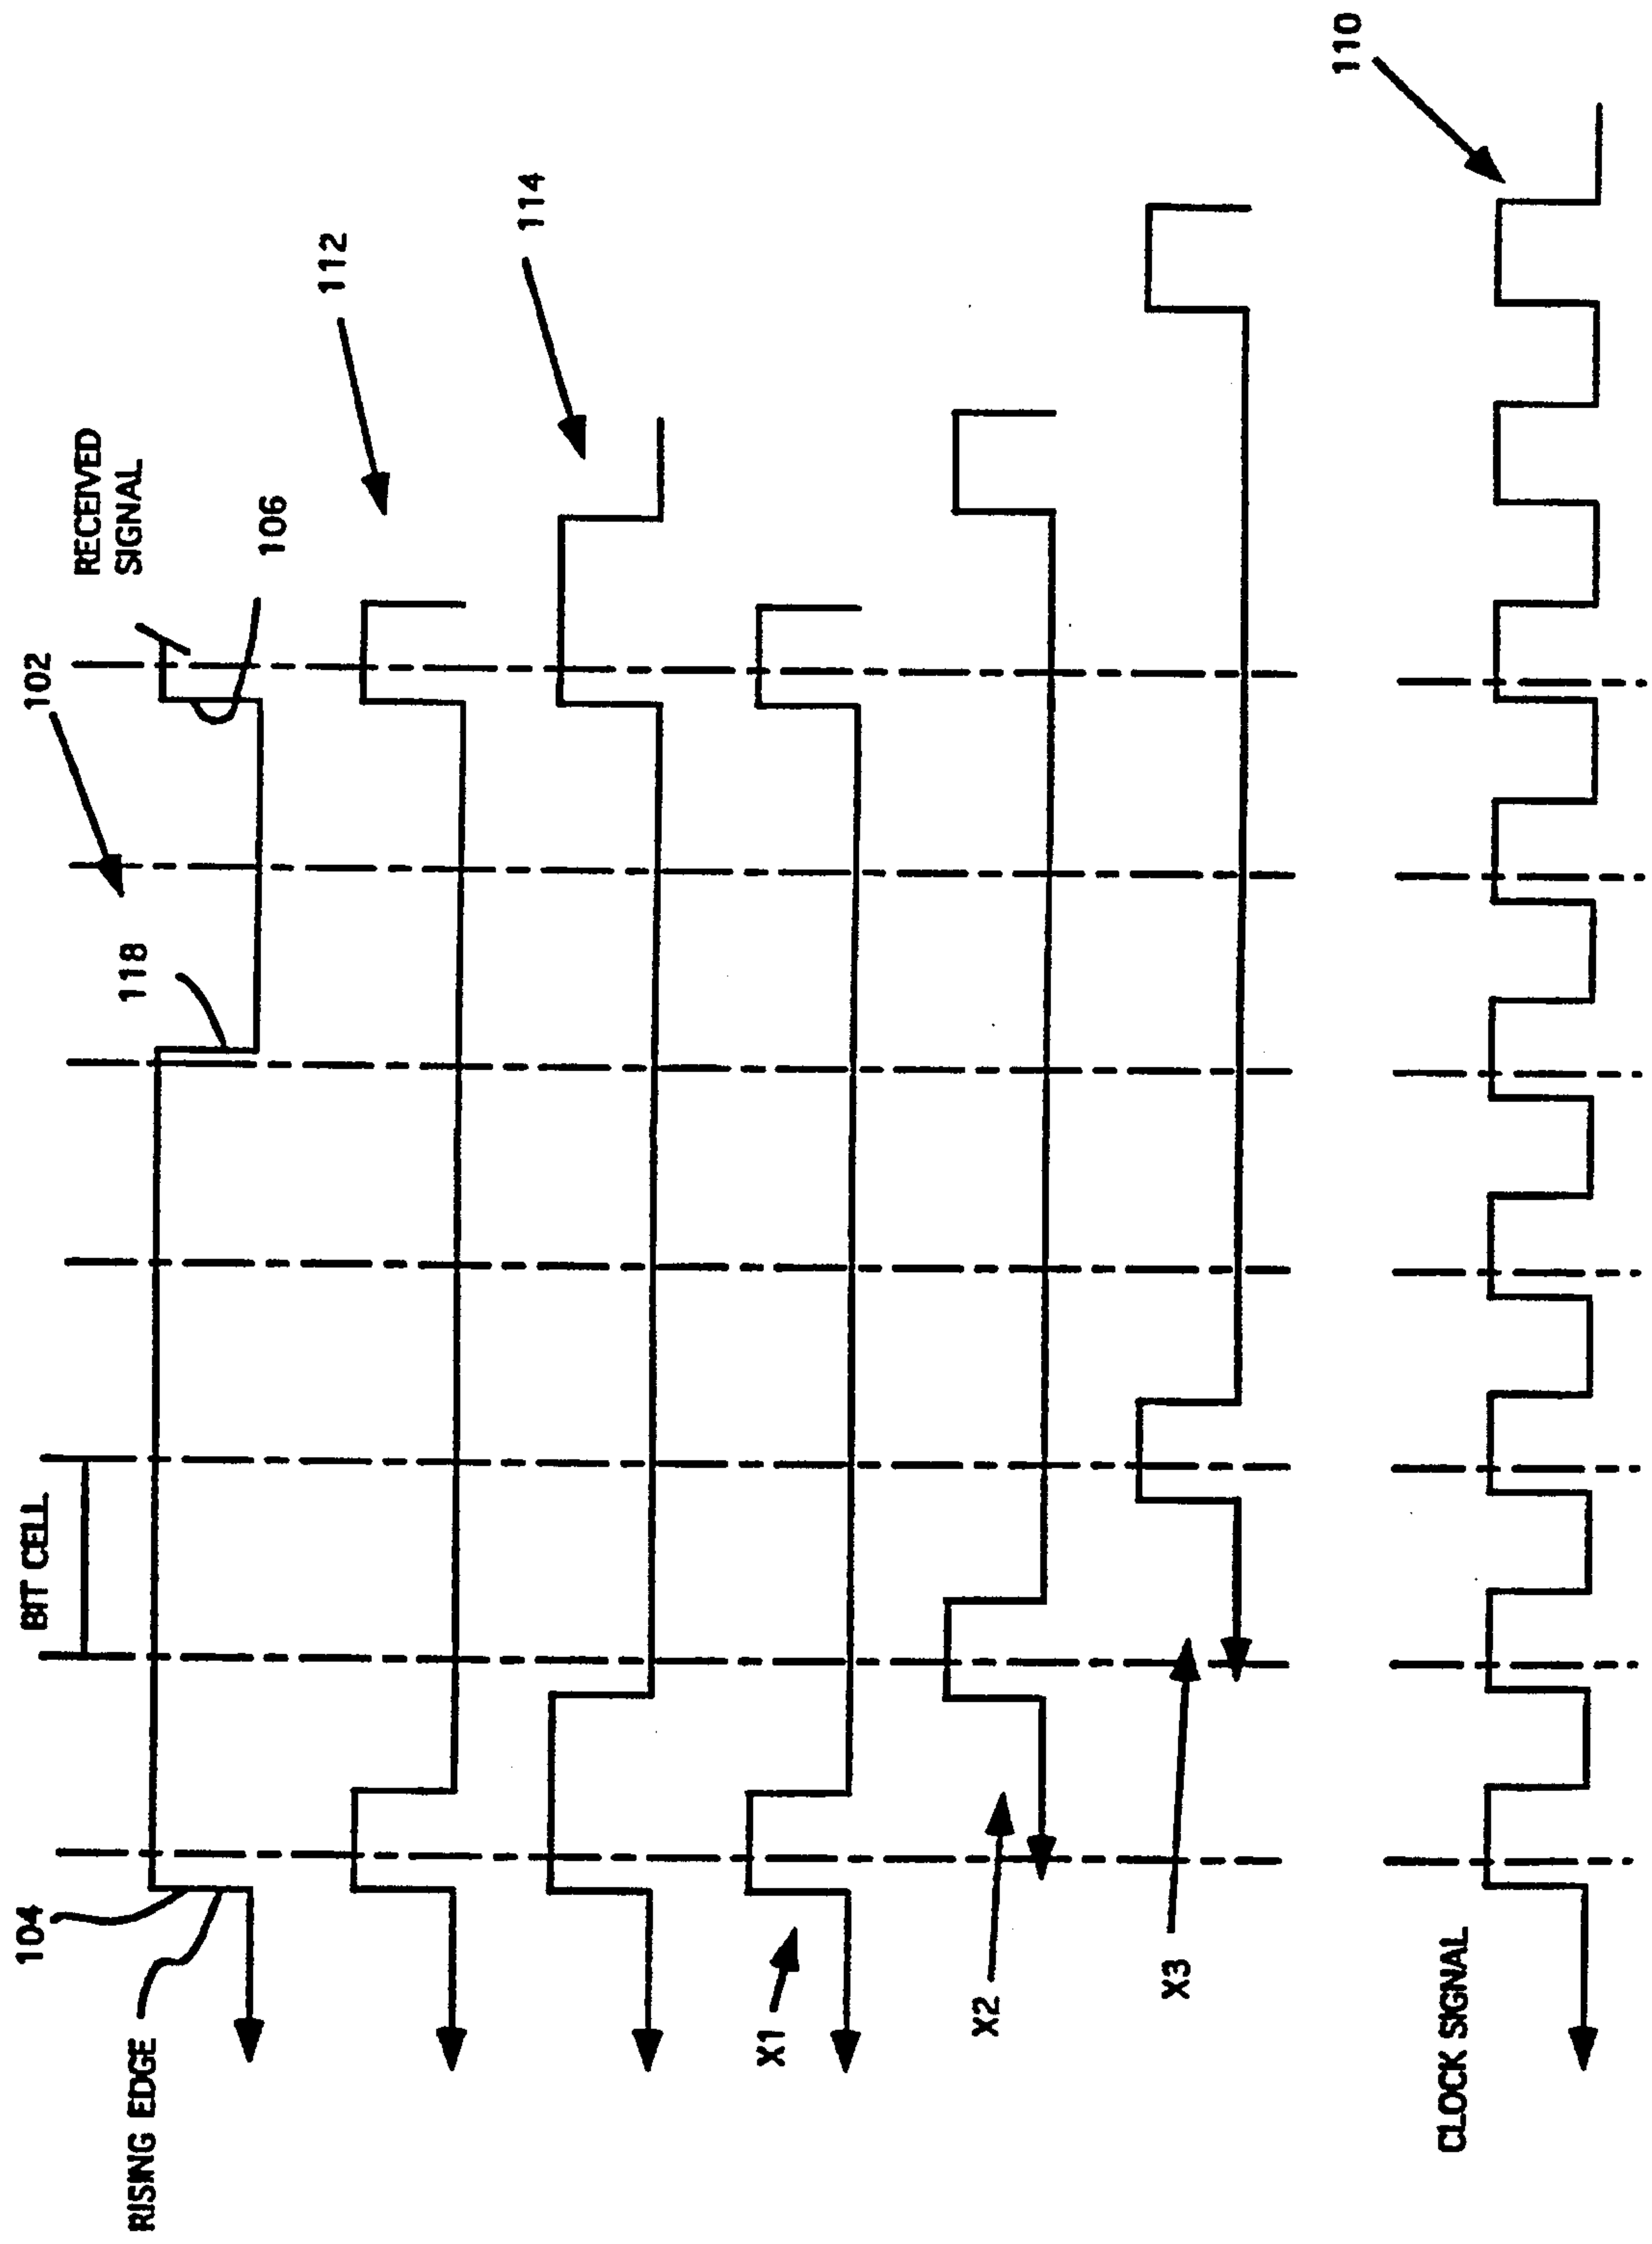 RISING EDGE
104
BIT CELL
118
102
RECEIVED
SIGNAL
106
112
114
X1
X2
X3
CLOCK SIGNAL
110